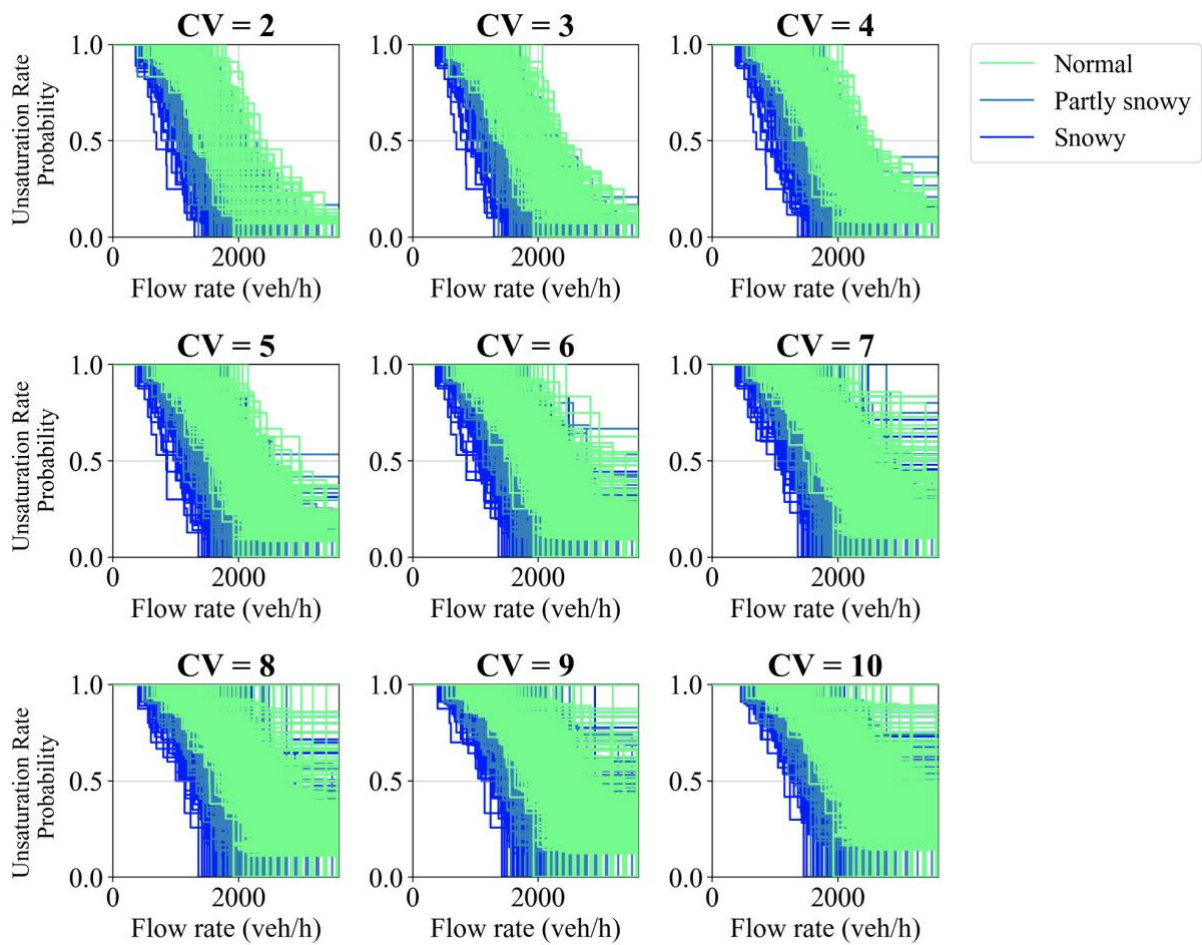 CV = 2
CV = 3
CV = 4
1.0
1.0
1.0
Unsaturation Rate
Probability
0.5
0.5
0.5
0.0
0.0
0.0
0
2000
0
2000
0
2000
Flow rate (veh/h)
Flow rate (veh/h)
Flow rate (veh/h)
Normal
Partly snowy
Snowy
CV = 5
CV = 6
CV = 7
1.0
1.0
1.0
Unsaturation Rate
Probability
0.5
0.5
0.5
0.0
0.0
0.0
0
2000
0
2000
0
2000
Flow rate (veh/h)
Flow rate (veh/h)
Flow rate (veh/h)
CV = 8
CV = 9
CV = 10
1.0
1.0
1.0
Unsaturation Rate
Probability
0.5
0.5
0.5
0.0
0.0
0.0
0
2000
0
2000
0
2000
Flow rate (veh/h)
Flow rate (veh/h)
Flow rate (veh/h)